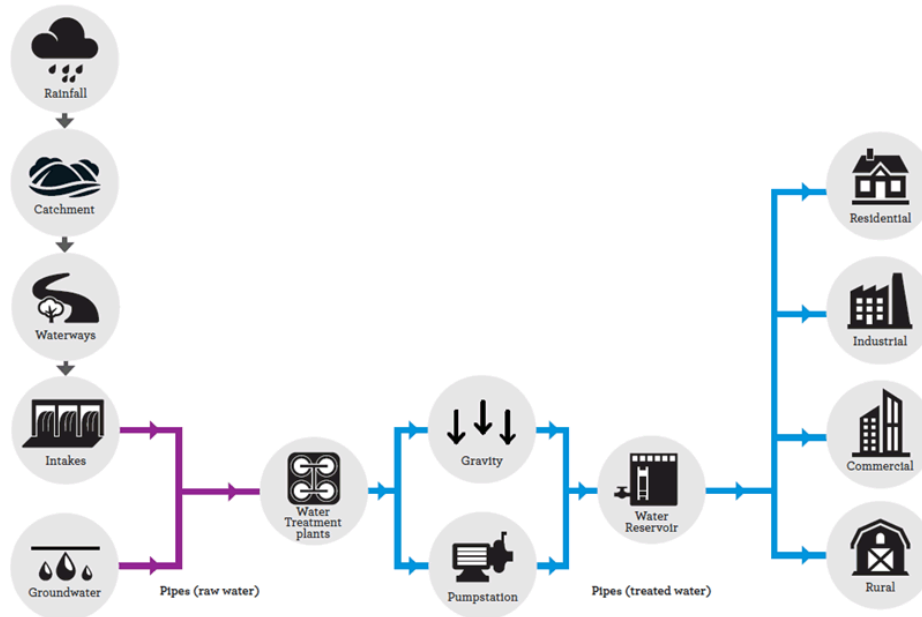 Rainfall
Catchment
Waterways
Intakes
Groundwater
Pipes (raw water)
Water
Treatment
plants
Gravity
Pumpstation
Pipes (treated water)
Water
Reservoir
Residential
Industrial
Commercial
Rural